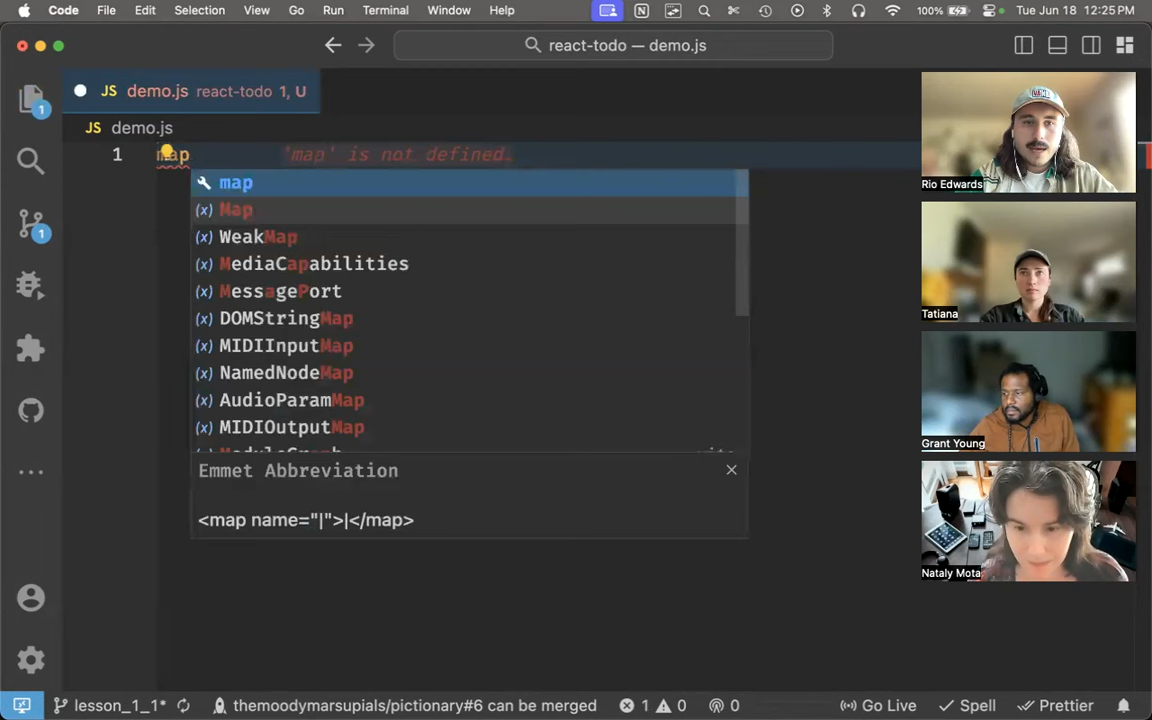 Code File Edit Selection View Go Run Terminal Window Help 100% Tue Jun 18 12:25 PM
react-todo — demo.js
JS demo.js react-todo 1, U
JS demo.js
1 map 'map' is not defined.
map
Map
WeakMap
MediaCapabilities
MessagePort
DOMStringMap
MIDIInputMap
NamedNodeMap
AudioParamMap
MIDIOutputMap
Emmet Abbreviation
<map name="|">|</map>
1
1
Rio Edwards
Tatiana
Grant Young
Nataly Mota
lesson_1_1* themoodymarsupials/pictionary#6 can be merged 1 0 0 Go Live Spell Prettier